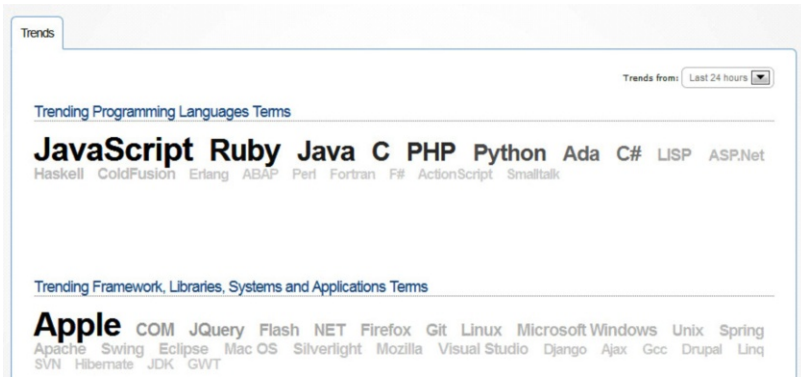 Trends
Trends from: Last 24 hours
Trending Programming Languages Terms
JavaScript Ruby Java C PHP Python Ada C# LISP ASP.Net
Haskell ColdFusion Erlang ABAP Perl Fortran F# ActionScript Smalltalk
Trending Framework, Libraries, Systems and Applications Terms
Apple COM JQuery Flash NET Firefox Git Linux Microsoft Windows Unix Spring
Apache Swing Eclipse Mac OS Silverlight Mozilla Visual Studio Django Ajax Gcc Drupal Linq
SVN Hibernate JDK GWT